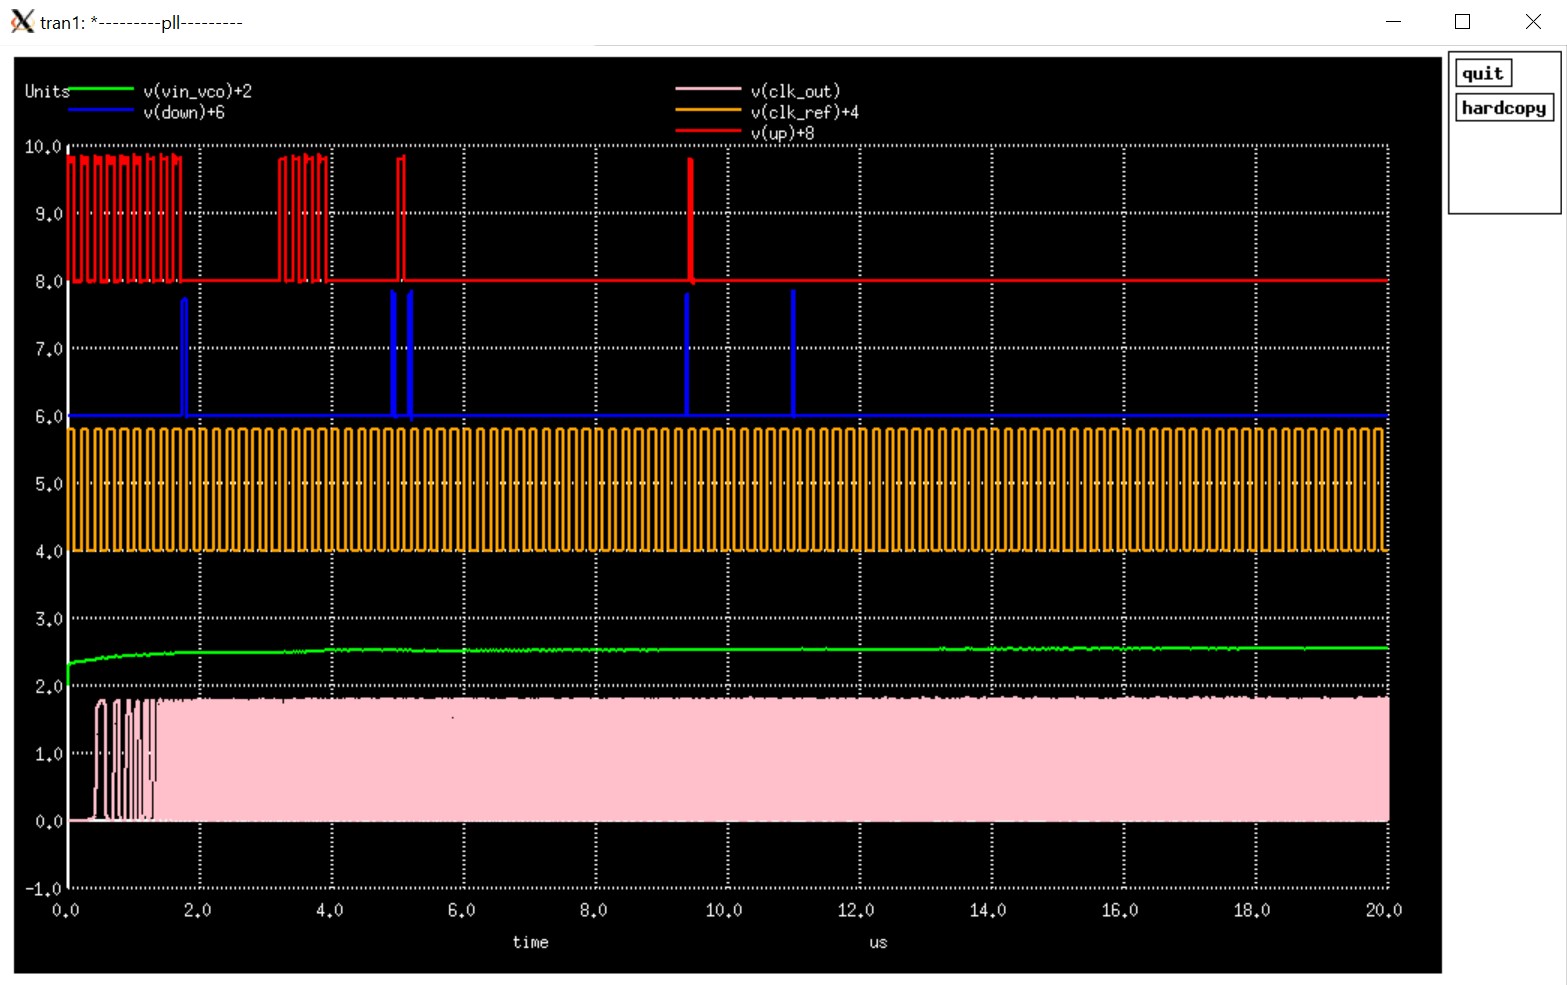 tran1: *---------pll---------
quit
hardcopy
Units v(vin_vco)+2 v(clk_out)
v(down)+6 v(clk_ref)+4
v(up)+8
10.0
9.0
8.0
7.0
6.0
5.0
4.0
3.0
2.0
1.0
0.0
-1.0
0.0 2.0 4.0 6.0 8.0 10.0 12.0 14.0 16.0 18.0 20.0
time us